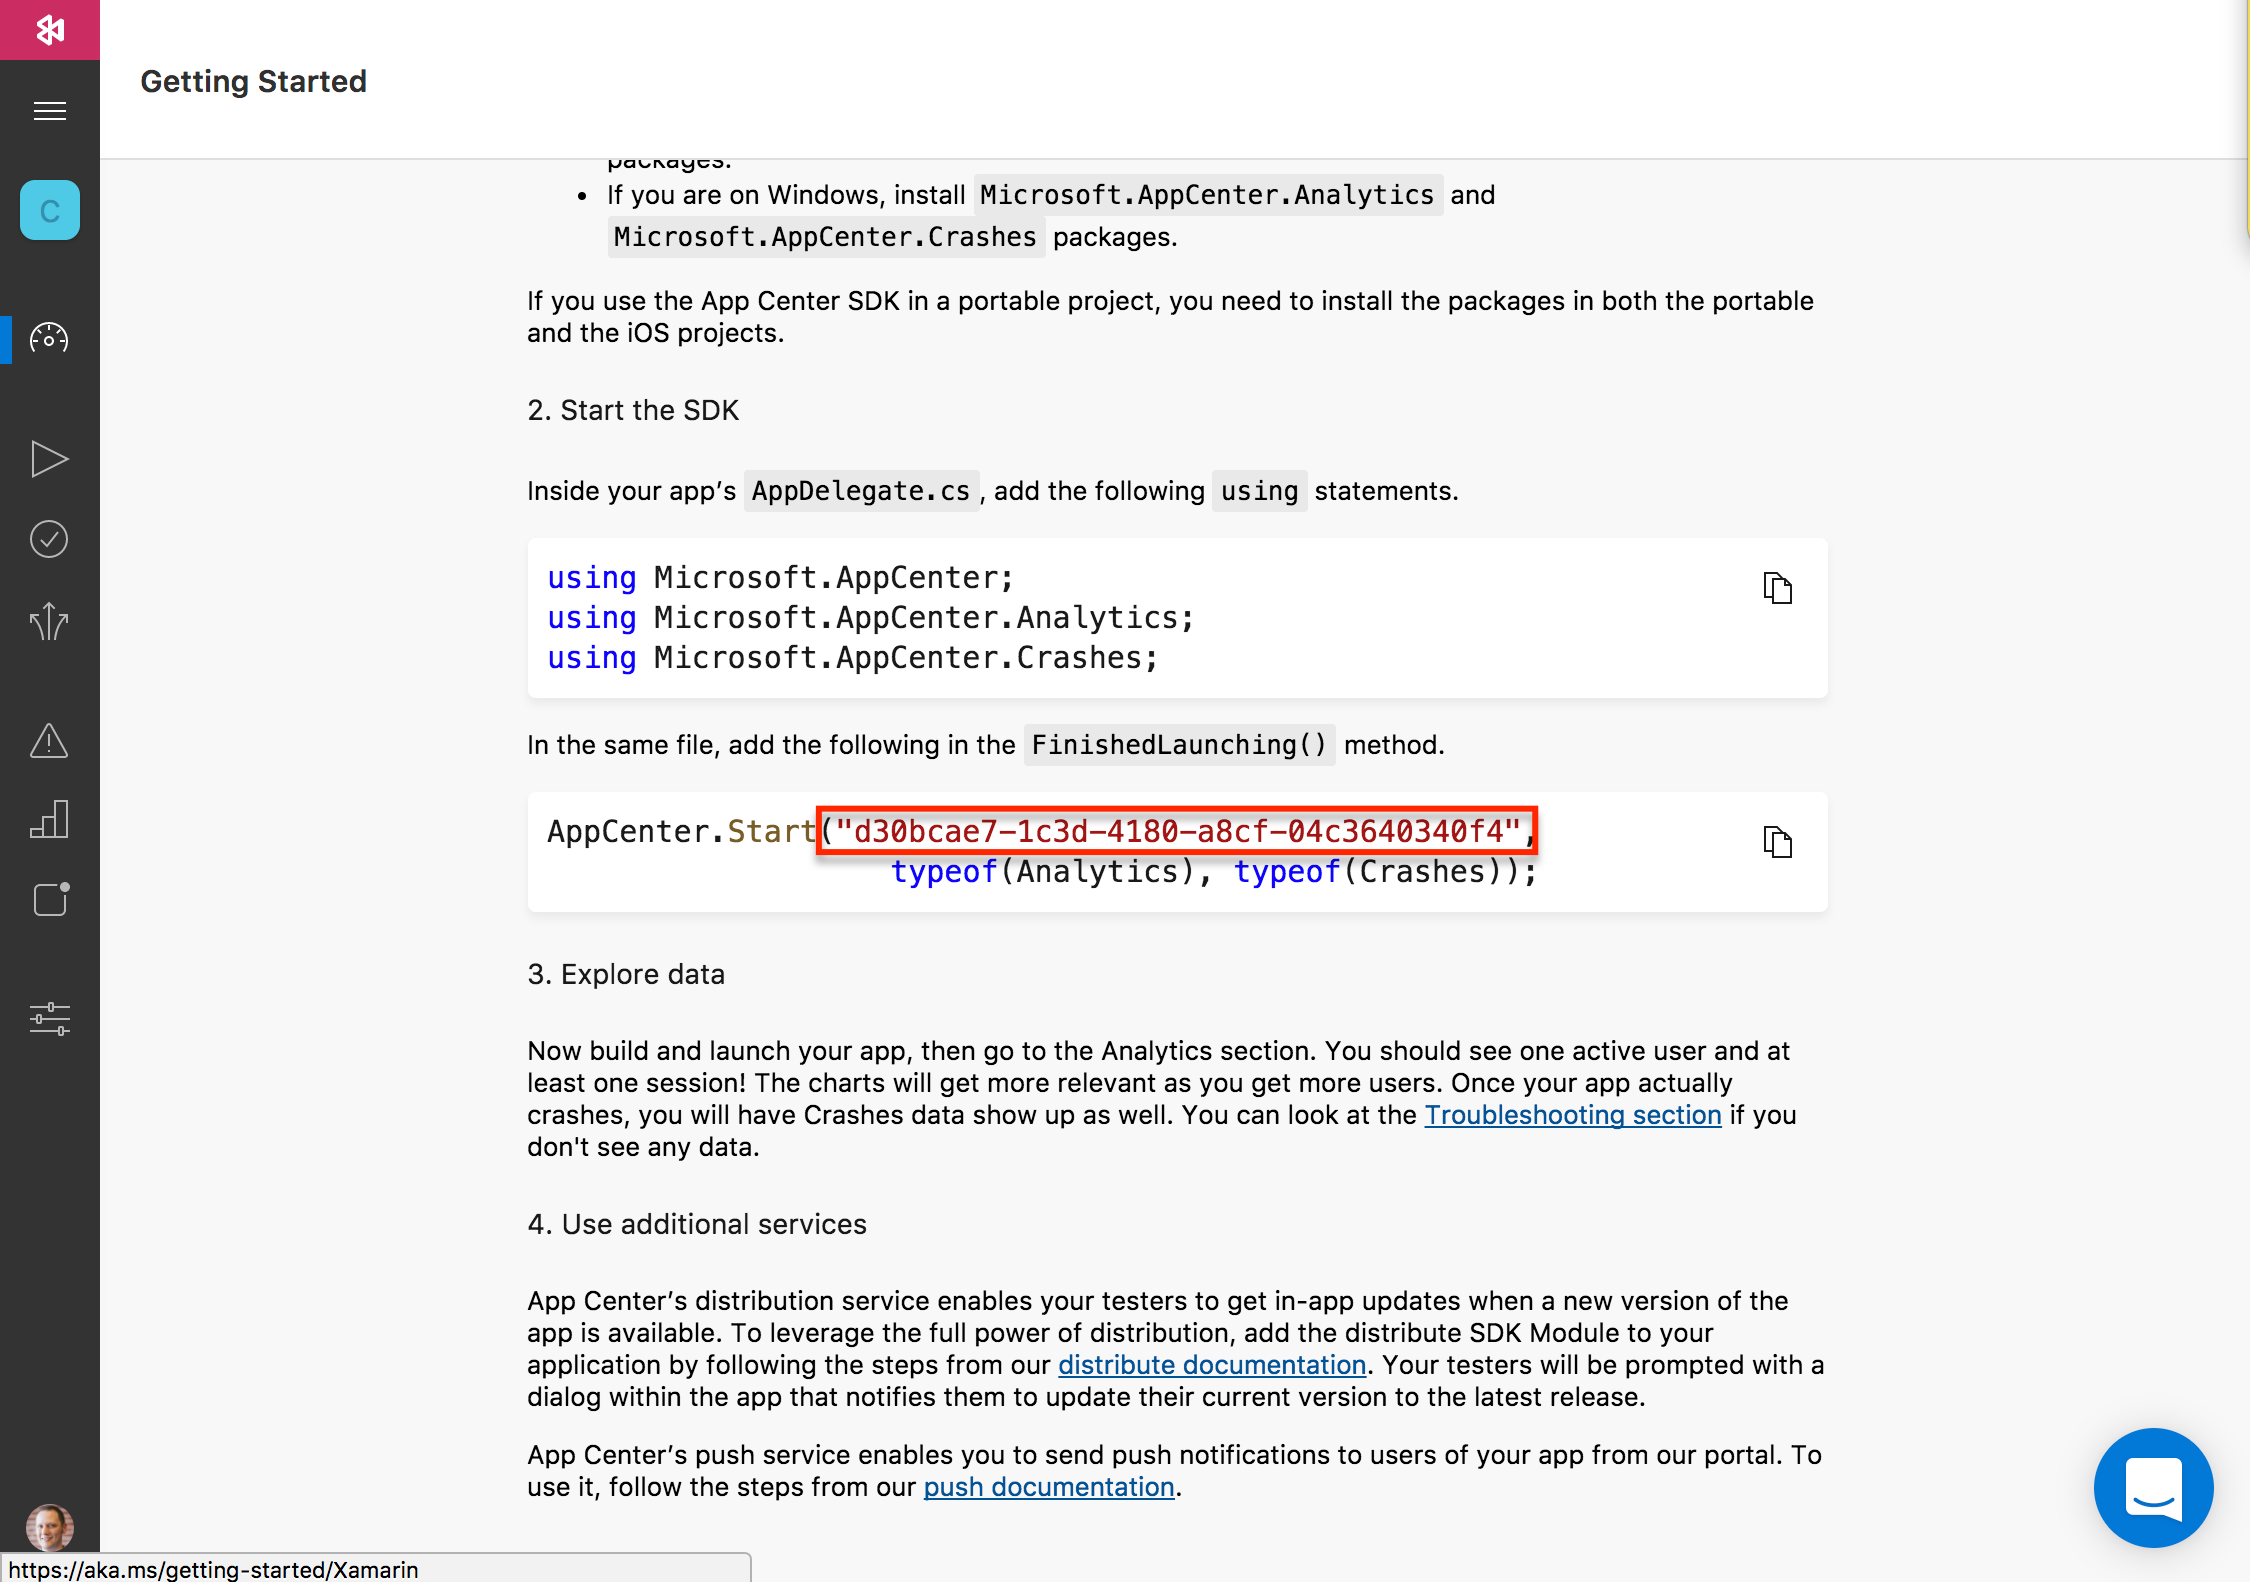 Getting Started
C
packages.
• If you are on Windows, install Microsoft.AppCenter.Analytics and
Microsoft.AppCenter.Crashes packages.
If you use the App Center SDK in a portable project, you need to install the packages in both the portable
and the iOS projects.
2. Start the SDK
Inside your app’s AppDelegate.cs, add the following using statements.
using Microsoft.AppCenter;
using Microsoft.AppCenter.Analytics;
using Microsoft.AppCenter.Crashes;
In the same file, add the following in the FinishedLaunching() method.
AppCenter.Start("d30bcae7-1c3d-4180-a8cf-04c3640340f4",
typeof(Analytics), typeof(Crashes));
3. Explore data
Now build and launch your app, then go to the Analytics section. You should see one active user and at
least one session! The charts will get more relevant as you get more users. Once your app actually
crashes, you will have Crashes data show up as well. You can look at the Troubleshooting section if you
don't see any data.
4. Use additional services
App Center’s distribution service enables your testers to get in-app updates when a new version of the
app is available. To leverage the full power of distribution, add the distribute SDK Module to your
application by following the steps from our distribute documentation. Your testers will be prompted with a
dialog within the app that notifies them to update their current version to the latest release.
App Center’s push service enables you to send push notifications to users of your app from our portal. To
use it, follow the steps from our push documentation.
https://aka.ms/getting-started/Xamarin